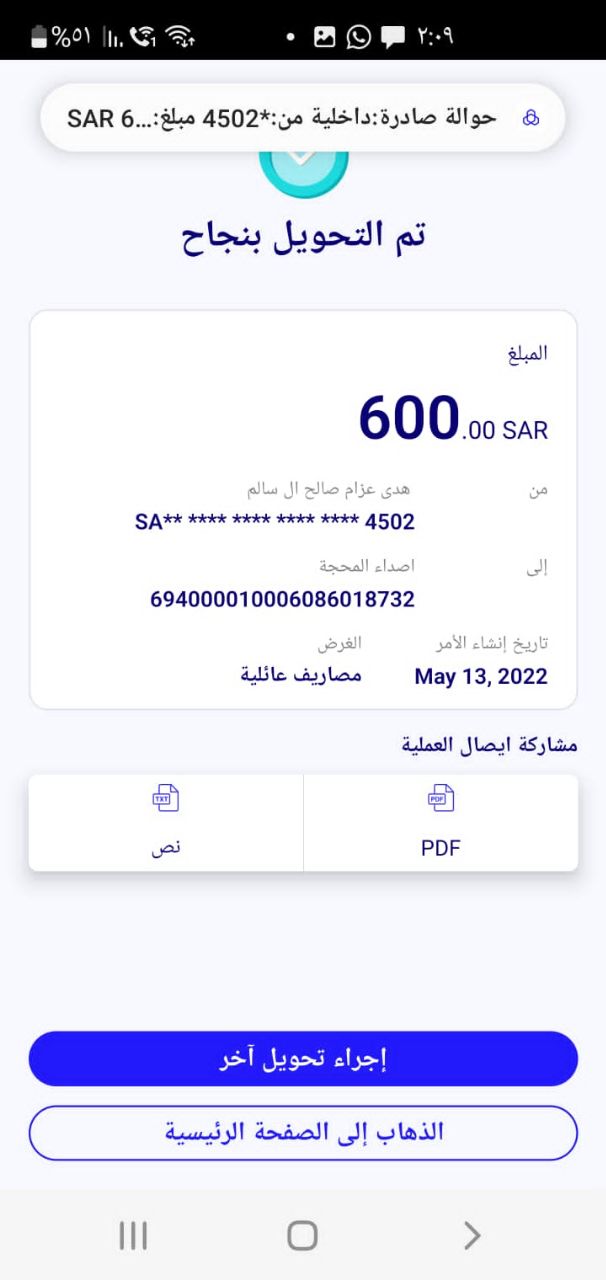 %٥١ ٢:٠٩
حوالة صادرة:داخلية من:*4502 مبلغ:...SAR 6
تم التحويل بنجاح
المبلغ
600.00 SAR
من هدى عزام صالح ال سالم
SA** **** **** **** **** 4502
إلى اصداء المحجة
694000010006086018732
تاريخ إنشاء الأمر الغرض
May 13, 2022 مصاريف عائلية
مشاركة ايصال العملية
PDF TXT
PDF نص
إجراء تحويل آخر
الذهاب إلى الصفحة الرئيسية